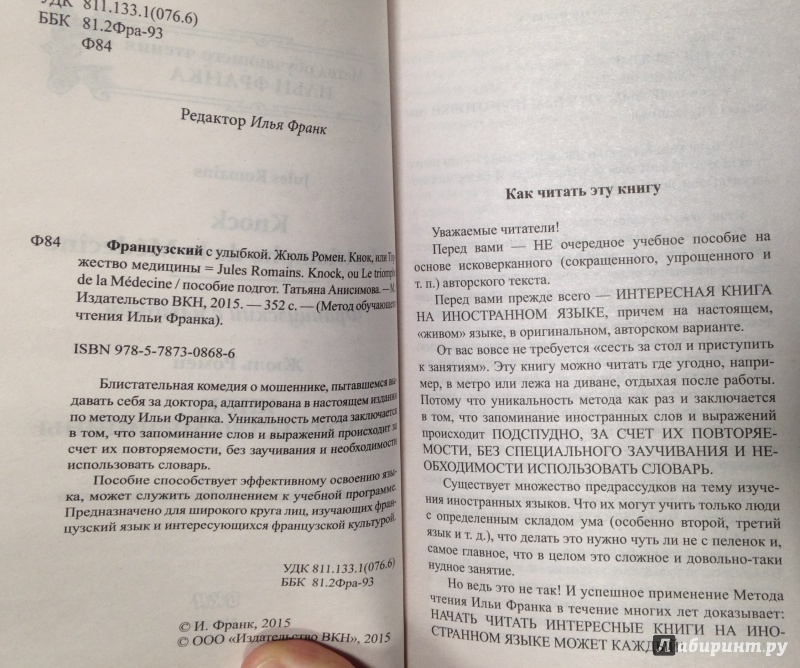 УДК 811.133.1(076.6)
ББК 81.2Фра-93
Ф84
Редактор Илья Франк
Ф84
Французский с улыбкой. Жюль Ромен. Кнок, или
жество медицины = Jules Romains. Knock, ou Le triomphe
de la Médecine / пособие подгот. Татьяна Анисимова. — М.:
Издательство ВКН, 2015. — 352 с. — (Метод обучающего
чтения Ильи Франка).
ISBN 978-5-7873-0868-6
Блистательная комедия о мошеннике, пытавшемся
давать себя за доктора, адаптирована в настоящем издании
по методу Ильи Франка. Уникальность метода заключается
в том, что запоминание слов и выражений происходит за
счет их повторяемости, без заучивания и необходимости
использовать словарь.
Пособие способствует эффективному освоению язы-
ка, может служить дополнением к учебной программе.
Предназначено для широкого круга лиц, изучающих фран-
цузский язык и интересующихся французской культурой.
УДК 811.133.1(076.6)
ББК 81.2Фра-93
© И. Франк, 2015
© ООО «Издательство ВКН», 2015
Как читать эту книгу
Уважаемые читатели!
Перед вами — НЕ очередное учебное пособие на
основе исковерканного (сокращенного, упрощенного и
т. п.) авторского текста.
Перед вами прежде всего — ИНТЕРЕСНАЯ КНИГА
НА ИНОСТРАННОМ ЯЗЫКЕ, причем на настоящем,
«живом» языке, в оригинальном, авторском варианте.
От вас вовсе не требуется «сесть за стол и приступить
к занятиям». Эту книгу можно читать где угодно, напри-
мер, в метро или лежа на диване, отдыхая после работы.
Потому что уникальность метода как раз и заключается
в том, что запоминание иностранных слов и выражений
происходит ПОДСПУДНО, ЗА СЧЕТ ИХ ПОВТОРЯЕ-
МОСТИ, БЕЗ СПЕЦИАЛЬНОГО ЗАУЧИВАНИЯ И НЕ-
ОБХОДИМОСТИ ИСПОЛЬЗОВАТЬ СЛОВАРЬ.
Существует множество предрассудков на тему изуче-
ния иностранных языков. Что их могут учить только люди
с определенным складом ума (особенно второй, третий
язык и т. д.), что делать это нужно чуть ли не с пеленок и,
самое главное, что в целом это сложное и довольно-таки
нудное занятие.
Но ведь это не так! И успешное применение Метода
чтения Ильи Франка в течение многих лет доказывает:
НАЧАТЬ ЧИТАТЬ ИНТЕРЕСНЫЕ КНИГИ НА ИНО-
СТРАННОМ ЯЗЫКЕ МОЖЕТ
Лабиринт.ру